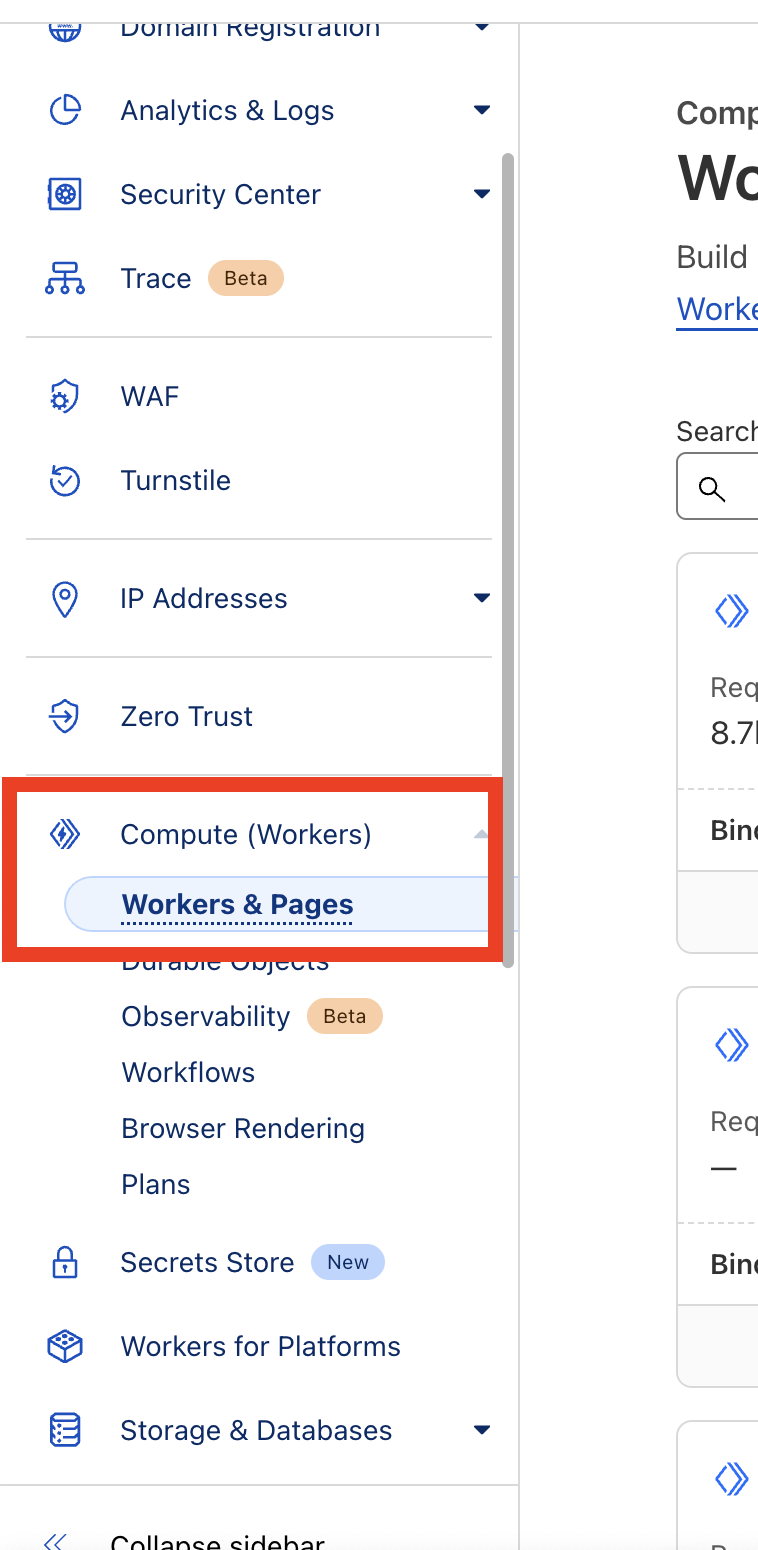 Domain Registration
Analytics & Logs
Security Center
Trace Beta
WAF
Turnstile
IP Addresses
Zero Trust
Compute (Workers)
Workers & Pages
Durable Objects
Observability Beta
Workflows
Browser Rendering
Plans
Secrets Store New
Workers for Platforms
Storage & Databases
Collapse sidebar
Comp
Wo
Build
Worke
Search
Req
8.7
Bind
Req
—
Bind